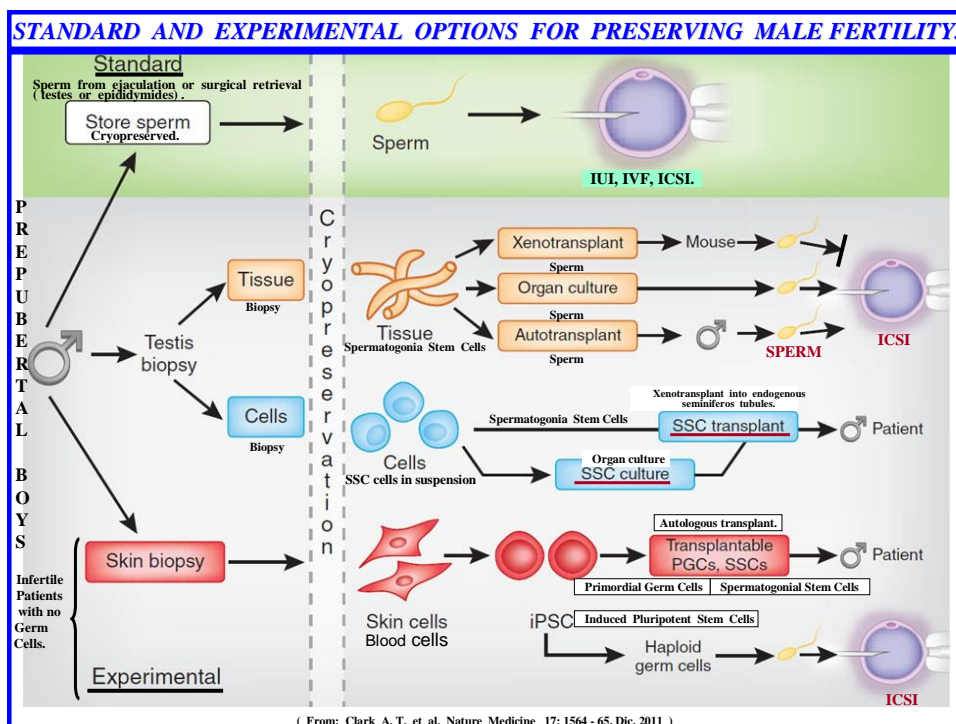 STANDARD AND EXPERIMENTAL OPTIONS FOR PRESERVING MALE FERTILITY.
Standard
Sperm from ejaculation or surgical retrieval
( testes or epididymides) .
Store sperm
Cryopreserved.
Sperm
IUI, IVF, ICSI.
PREPUBERTAL BOYS
Cryopreservation
Testis
biopsy
Tissue
Biopsy
Cells
Biopsy
Tissue
Spermatogonia Stem Cells
Xenotransplant
Sperm
Mouse
Organ culture
Sperm
Autotransplant
Sperm
SPERM
ICSI
Cells
SSC cells in suspension
Spermatogonia Stem Cells
Xenotransplant into endogenous
seminiferos tubules.
SSC transplant
Patient
Organ culture
SSC culture
Skin biopsy
Infertile
Patients
with no
Germ
Cells.
Experimental
Skin cells
Blood cells
Autologous transplant.
Transplantable
PGCs, SSCs
Patient
Primordial Germ Cells
Spermatogonial Stem Cells
iPSC
Induced Pluripotent Stem Cells
Haploid
germ cells
ICSI
( From: Clark A. T. et al. Nature Medicine 17: 1564 - 65. Dic. 2011 )